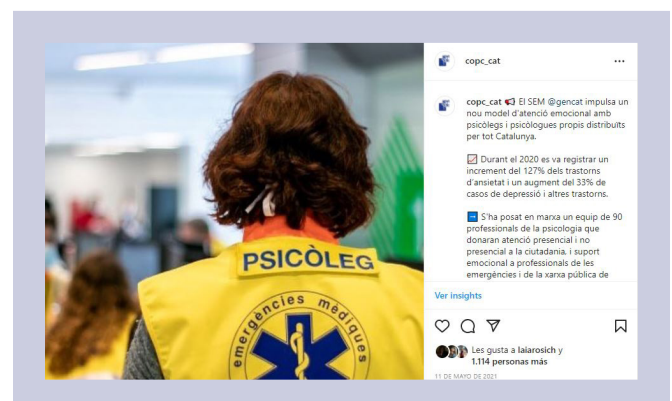 PSICÒLEG
emergències mèdiques
copc_cat
copc_cat 📢 El SEM @gencat impulsa un
nou model d'atenció emocional amb
psicòlegs i psicòlogues propis distribuïts
per tot Catalunya.
📈 Durant el 2020 es va registrar un
increment del 127% dels trastorns
d'ansietat i un augment del 33% de
casos de depressió i altres trastorns.
➡️ S'ha posat en marxa un equip de 90
professionals de la psicologia que
donaran atenció presencial i no
presencial a la ciutadania, i suport
emocional a professionals de les
emergències i de la xarxa pública de
Ver insights
Les gusta a laiarosich y
1.114 personas más
11 DE MAYO DE 2021